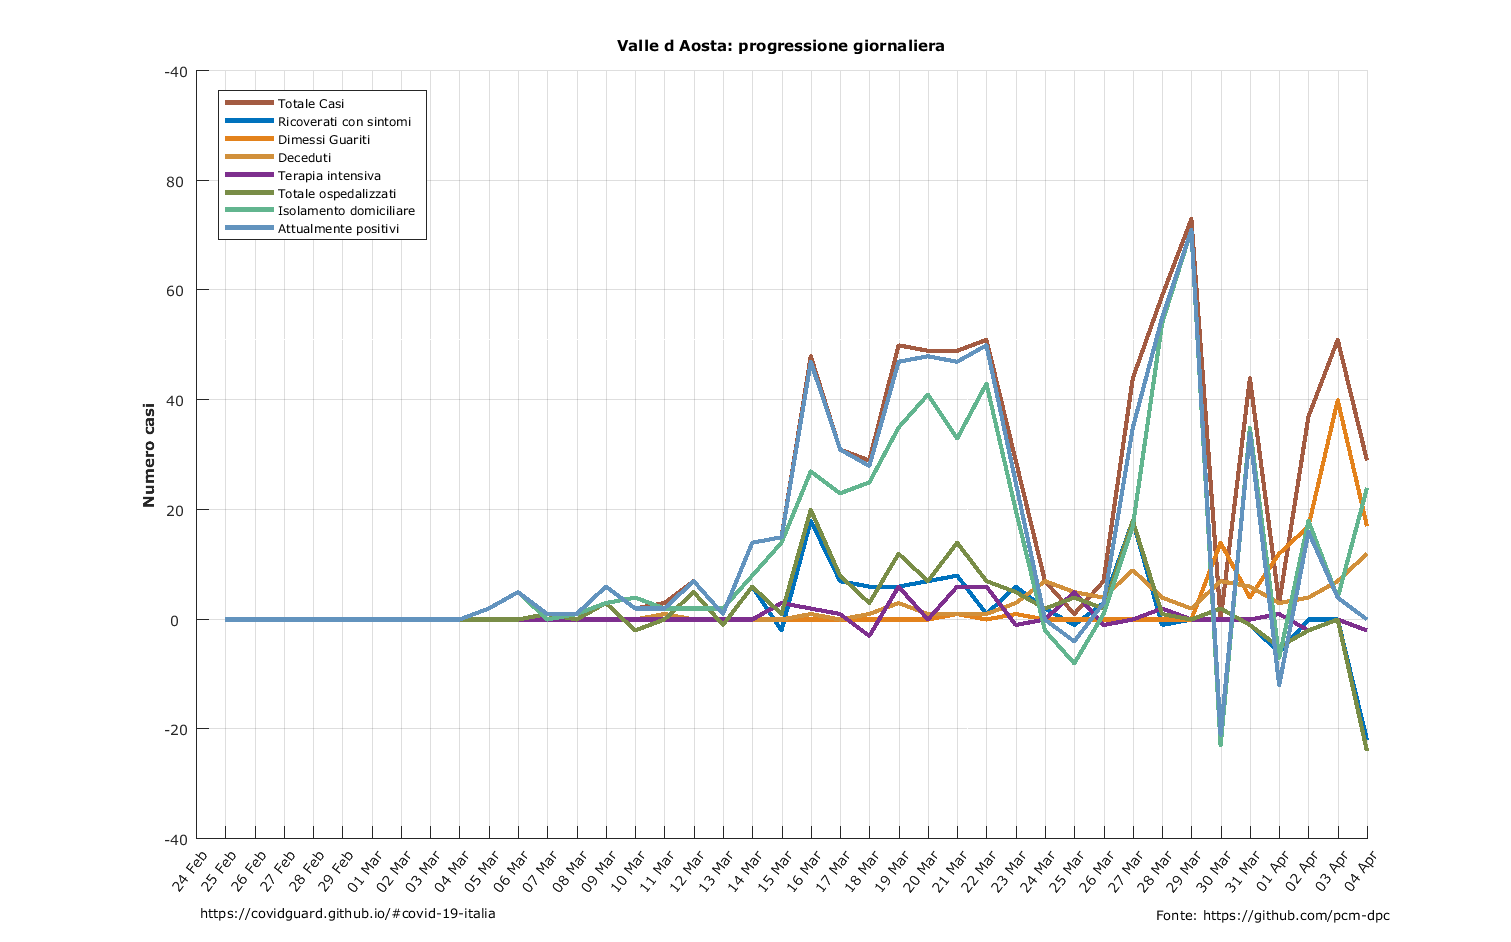 Valle d Aosta: progressione giornaliera
-40
80
60
40
20
0
-20
-40
Numero casi
Totale Casi
Ricoverati con sintomi
Dimessi Guariti
Deceduti
Terapia intensiva
Totale ospedalizzati
Isolamento domiciliare
Attualmente positivi
24 Feb
25 Feb
26 Feb
27 Feb
28 Feb
29 Feb
01 Mar
02 Mar
03 Mar
04 Mar
05 Mar
06 Mar
07 Mar
08 Mar
09 Mar
10 Mar
11 Mar
12 Mar
13 Mar
14 Mar
15 Mar
16 Mar
17 Mar
18 Mar
19 Mar
20 Mar
21 Mar
22 Mar
23 Mar
24 Mar
25 Mar
26 Mar
27 Mar
28 Mar
29 Mar
30 Mar
31 Mar
01 Apr
02 Apr
03 Apr
04 Apr
https://covidguard.github.io/#covid-19-italia
Fonte: https://github.com/pcm-dpc